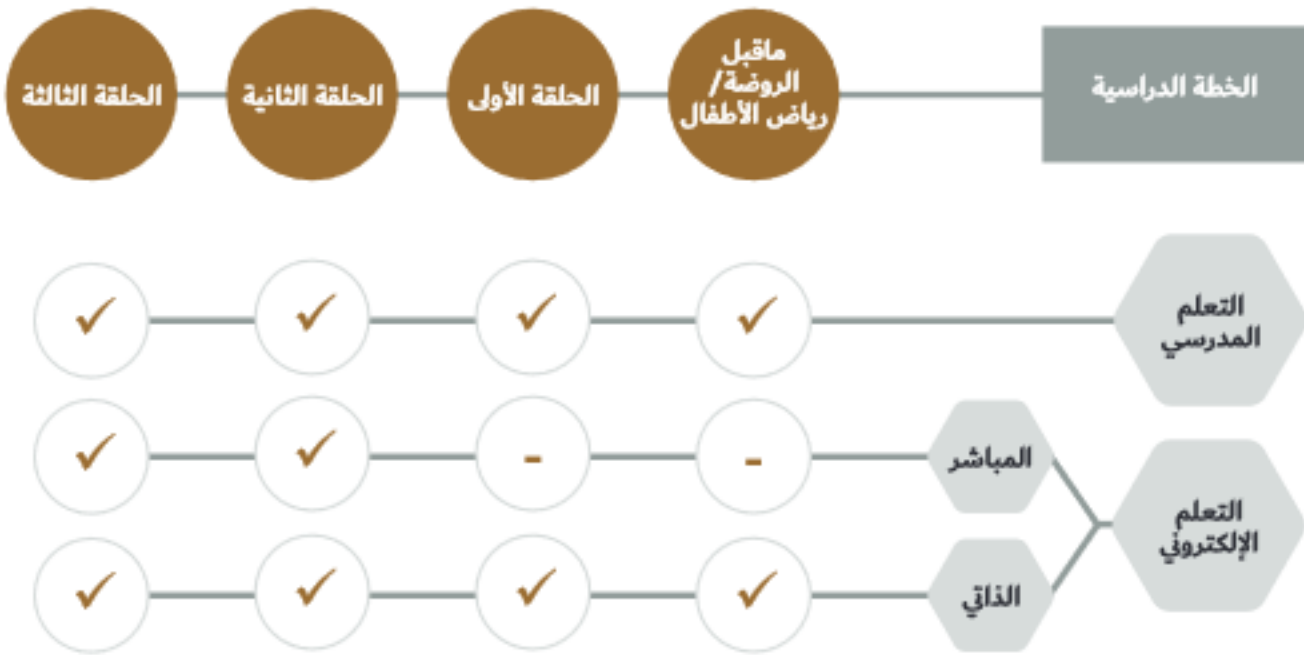 الخطة الدراسية
ماقبل
الروضة/
رياض الأطفال
الحلقة الأولى
الحلقة الثانية
الحلقة الثالثة
التعلم
المدرسي
✓
✓
✓
✓
التعلم
الإلكتروني
المباشر
-
-
✓
✓
الذاتي
✓
✓
✓
✓